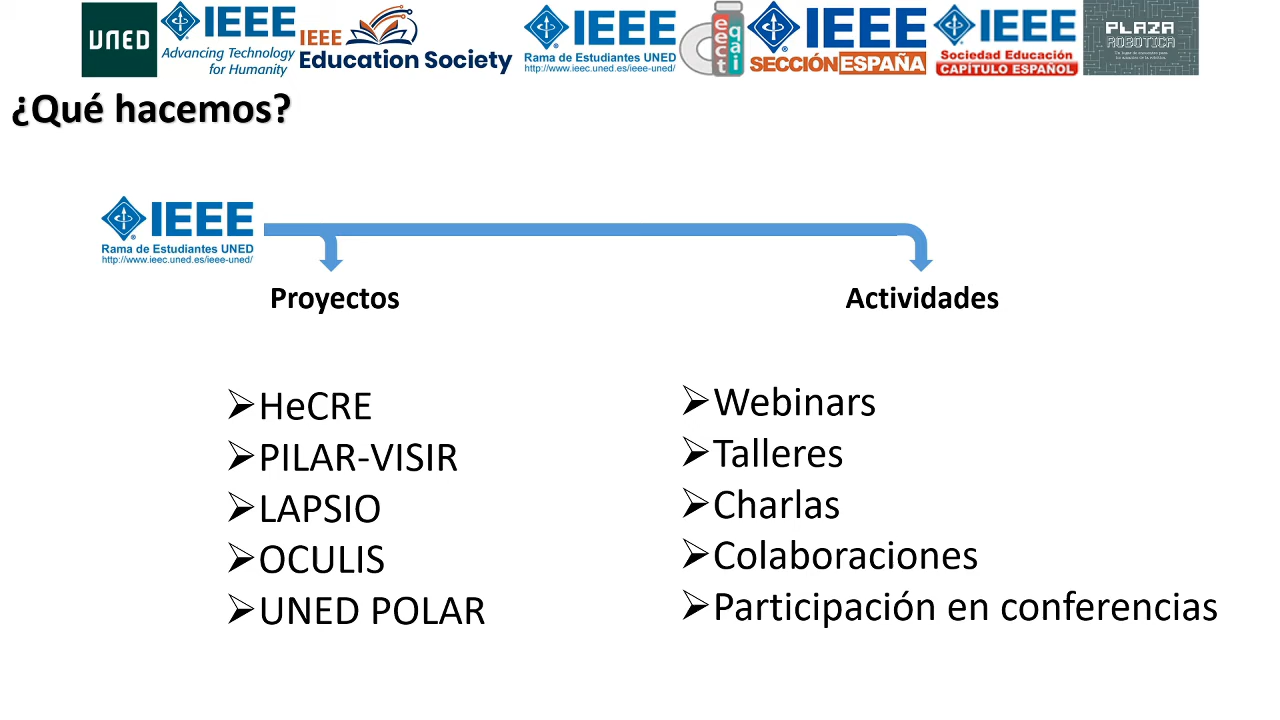 UNED
IEEE
Advancing Technology
for Humanity
IEEE
Education Society
IEEE
Rama de Estudiantes UNED
http://www.ieec.uned.es/ieee-uned/
IEEE
SECCIÓN ESPAÑA
IEEE
Sociedad Educación
CAPÍTULO ESPAÑOL
PLAZA
ROBOTICA
¿Qué hacemos?
IEEE
Rama de Estudiantes UNED
http://www.ieec.uned.es/ieee-uned/
Proyectos
Actividades
HeCRE
PILAR-VISIR
LAPSIO
OCULIS
UNED POLAR
Webinars
Talleres
Charlas
Colaboraciones
Participación en conferencias